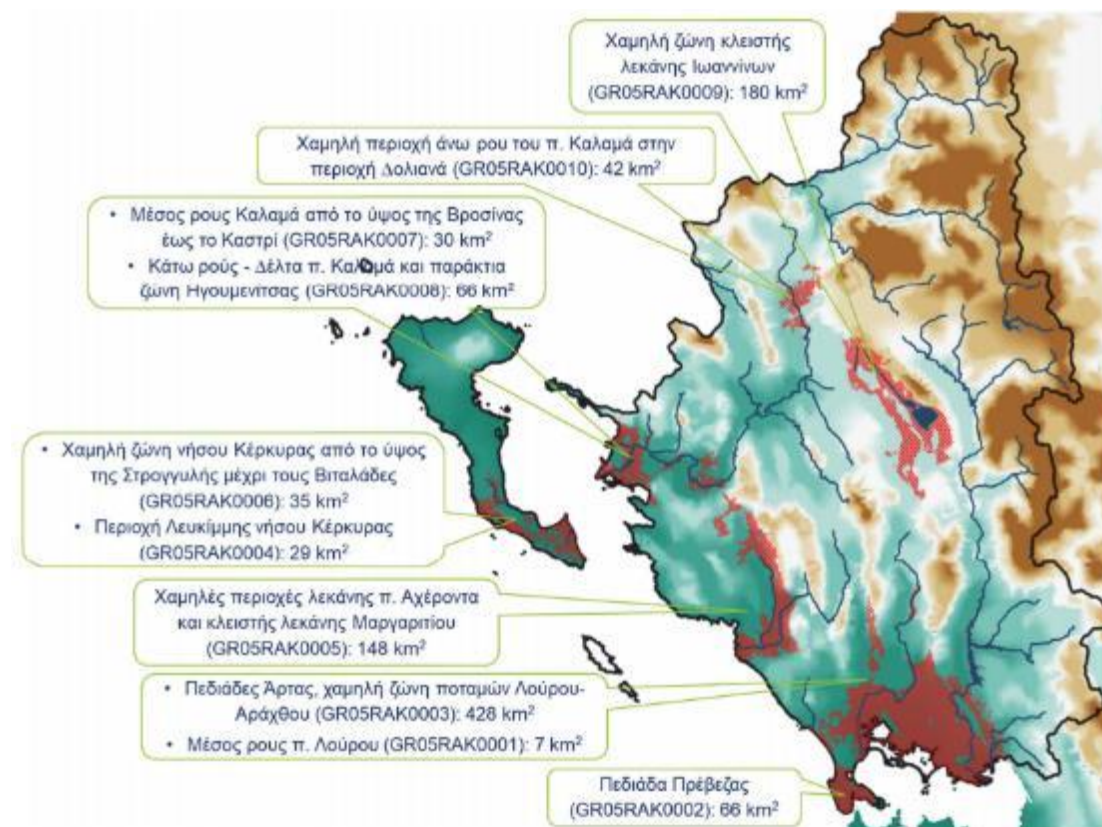 Χαμηλή ζώνη κλειστής
λεκάνης Ιωαννίνων
(GR05RAK0009): 180 km²
Χαμηλή περιοχή άνω ρου του π. Καλαμά στην
περιοχή Δολιανά (GR05RAK0010): 42 km²
• Μέσος ρους Καλαμά από το ύψος της Βροσίνας
έως το Καστρί (GR05RAK0007): 30 km²
• Κάτω ρούς - Δέλτα π. Καλαμά και παράκτια
ζώνη Ηγουμενίτσας (GR05RAK0008): 66 km²
• Χαμηλή ζώνη νήσου Κέρκυρας από το ύψος
της Στρογγυλής μέχρι τους Βιταλάδες
(GR05RAK0006): 35 km²
• Περιοχή Λευκίμμης νήσου Κέρκυρας
(GR05RAK0004): 29 km²
Χαμηλές περιοχές λεκάνης π. Αχέροντα
και κλειστής λεκάνης Μαργαριτίου
(GR05RAK0005): 148 km²
• Πεδιάδες Άρτας, χαμηλή ζώνη ποταμών Λούρου-
Αράχθου (GR05RAK0003): 428 km²
• Μέσος ρους π. Λούρου (GR05RAK0001): 7 km²
Πεδιάδα Πρέβεζας
(GR05RAK0002): 66 km²